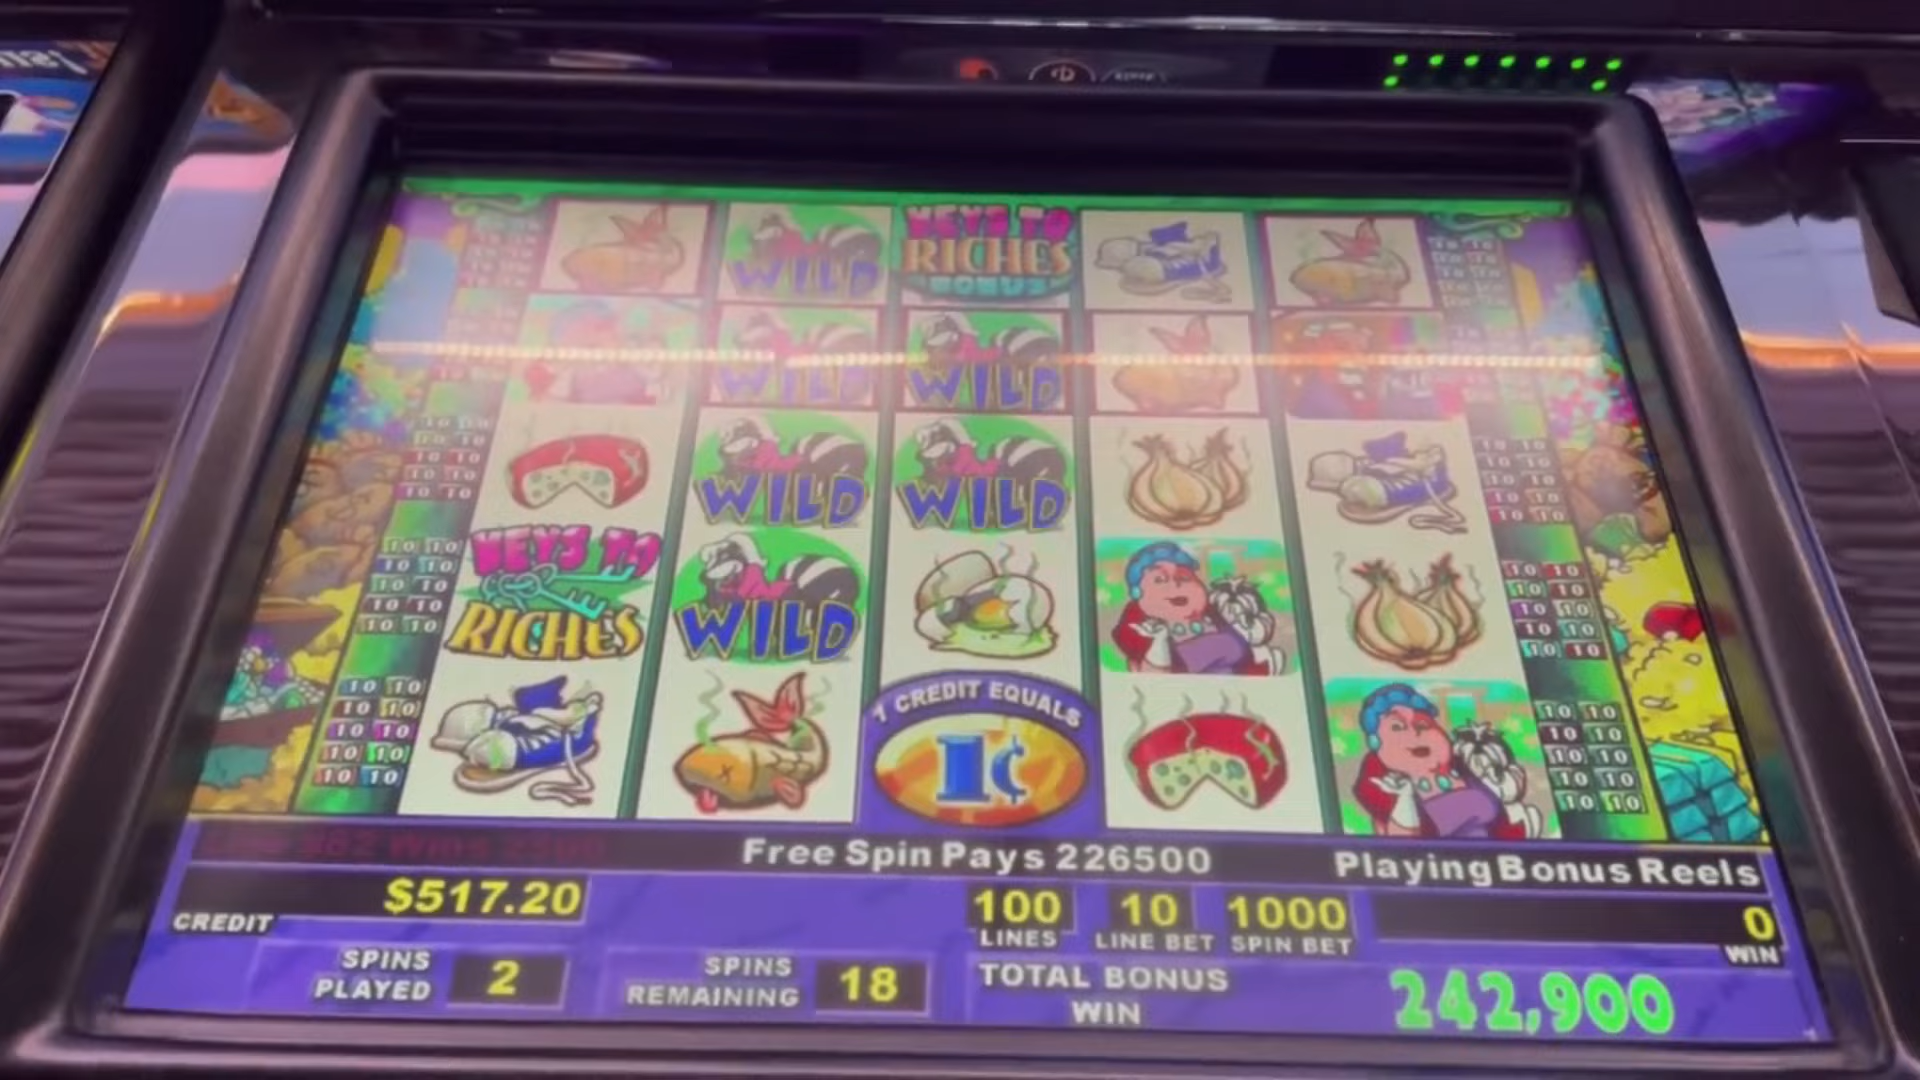 WILD
KEYS TO
RICHES
BONUS
WILD
WILD
WILD
WILD
KEYS TO
RICHES
WILD
1 CREDIT EQUALS
1¢
Free Spin Pays 226500
Playing Bonus Reels
$517.20
CREDIT
100
LINES
10
LINE BET
1000
SPIN BET
0
WIN
SPINS
PLAYED
2
SPINS
REMAINING
18
TOTAL BONUS
WIN
242,900